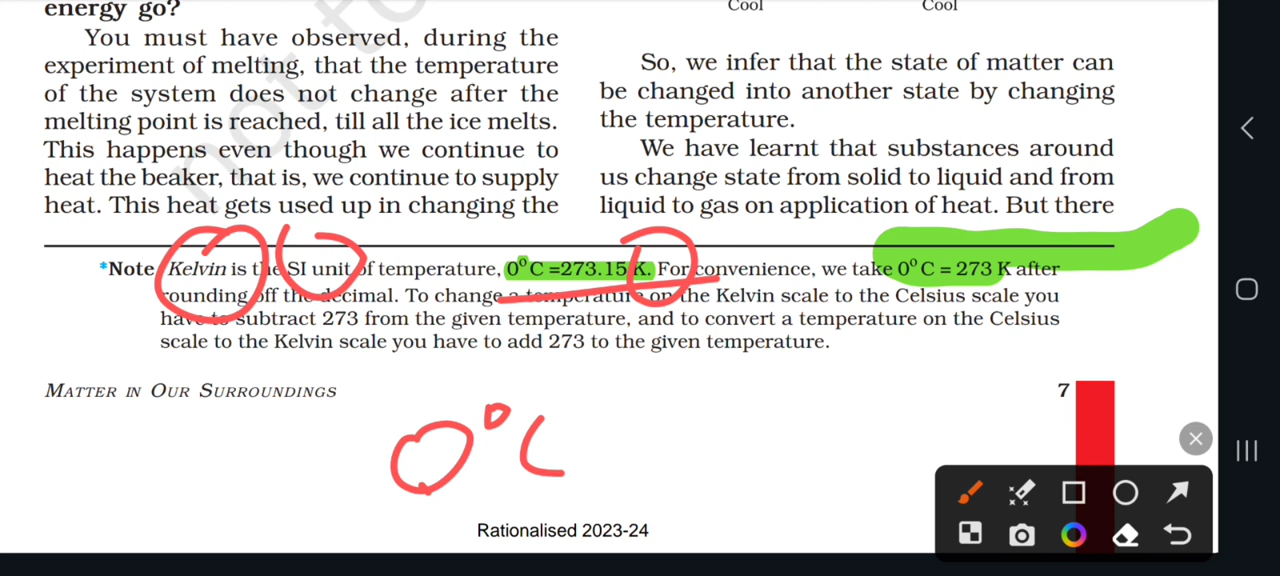 energy go?
You must have observed, during the
experiment of melting, that the temperature
of the system does not change after the
melting point is reached, till all the ice melts.
This happens even though we continue to
heat the beaker, that is, we continue to supply
heat. This heat gets used up in changing the
Cool Cool
So, we infer that the state of matter can
be changed into another state by changing
the temperature.
We have learnt that substances around
us change state from solid to liquid and from
liquid to gas on application of heat. But there
*Note Kelvin is the SI unit of temperature, 0°C =273.15 K. For convenience, we take 0°C = 273 K after
rounding off the decimal. To change a temperature on the Kelvin scale to the Celsius scale you
have to subtract 273 from the given temperature, and to convert a temperature on the Celsius
scale to the Kelvin scale you have to add 273 to the given temperature.
MATTER IN OUR SURROUNDINGS 7
0°C
Rationalised 2023-24
not to